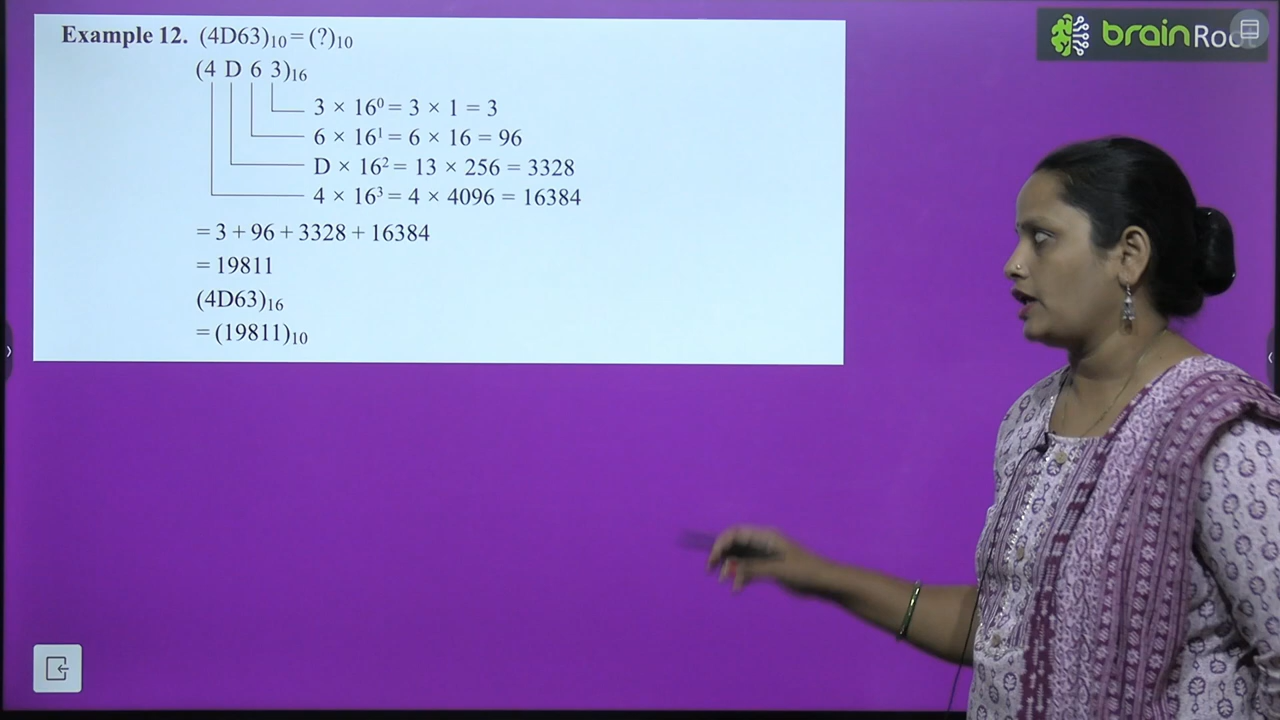 Example 12. (4D63)₁₀ = (?)₁₀
(4 D 6 3)₁₆
3 × 16⁰ = 3 × 1 = 3
6 × 16¹ = 6 × 16 = 96
D × 16² = 13 × 256 = 3328
4 × 16³ = 4 × 4096 = 16384
= 3 + 96 + 3328 + 16384
= 19811
(4D63)₁₆
= (19811)₁₀
brainRoot